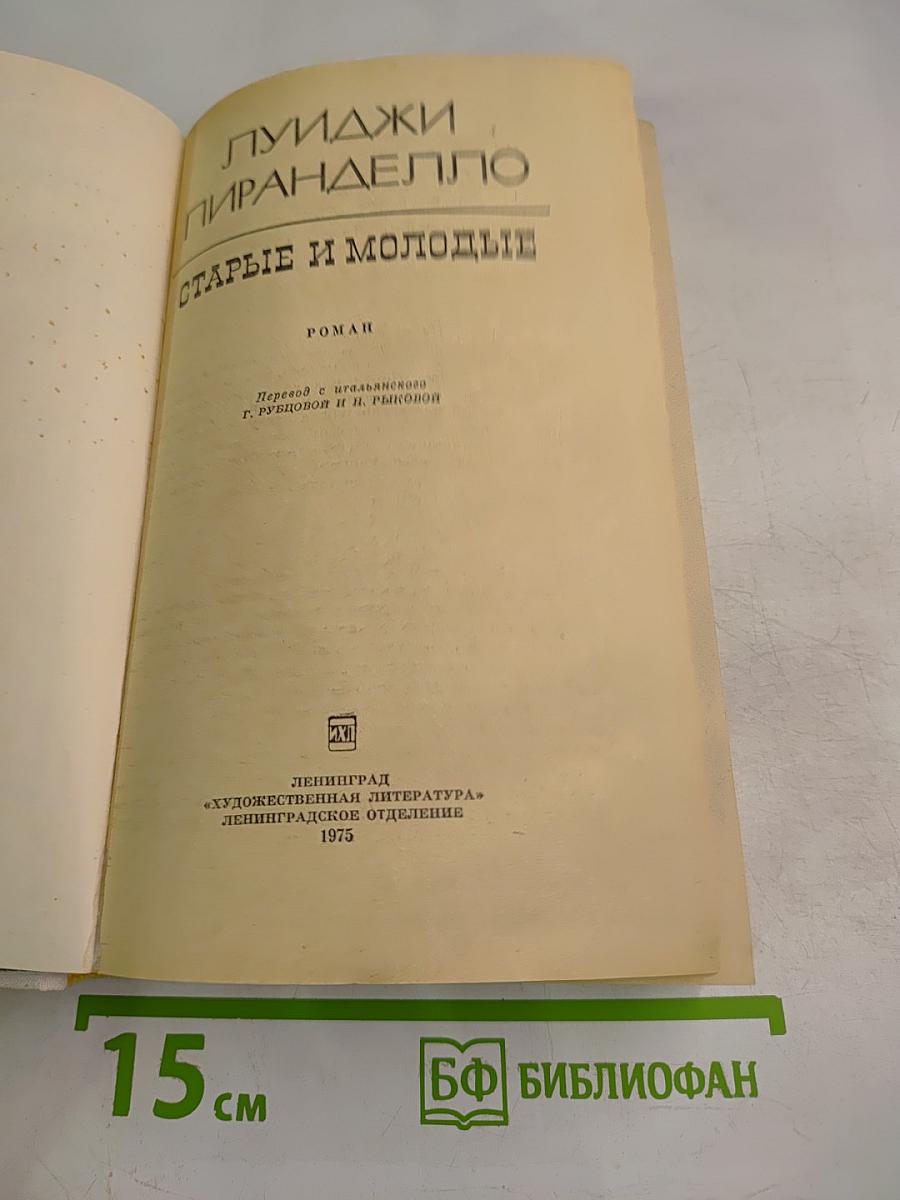 ЛУИДЖИ
ПИРАНДЕЛЛО
СТАРЫЕ И МОЛОДЫЕ
РОМАН
Перевод с итальянского
Г. РУБЦОВОЙ И Н. РЫКОВОЙ
ИХЛ
ЛЕНИНГРАД
«ХУДОЖЕСТВЕННАЯ ЛИТЕРАТУРА»
ЛЕНИНГРАДСКОЕ ОТДЕЛЕНИЕ
1975
15 см
БФ БИБЛИОФАН